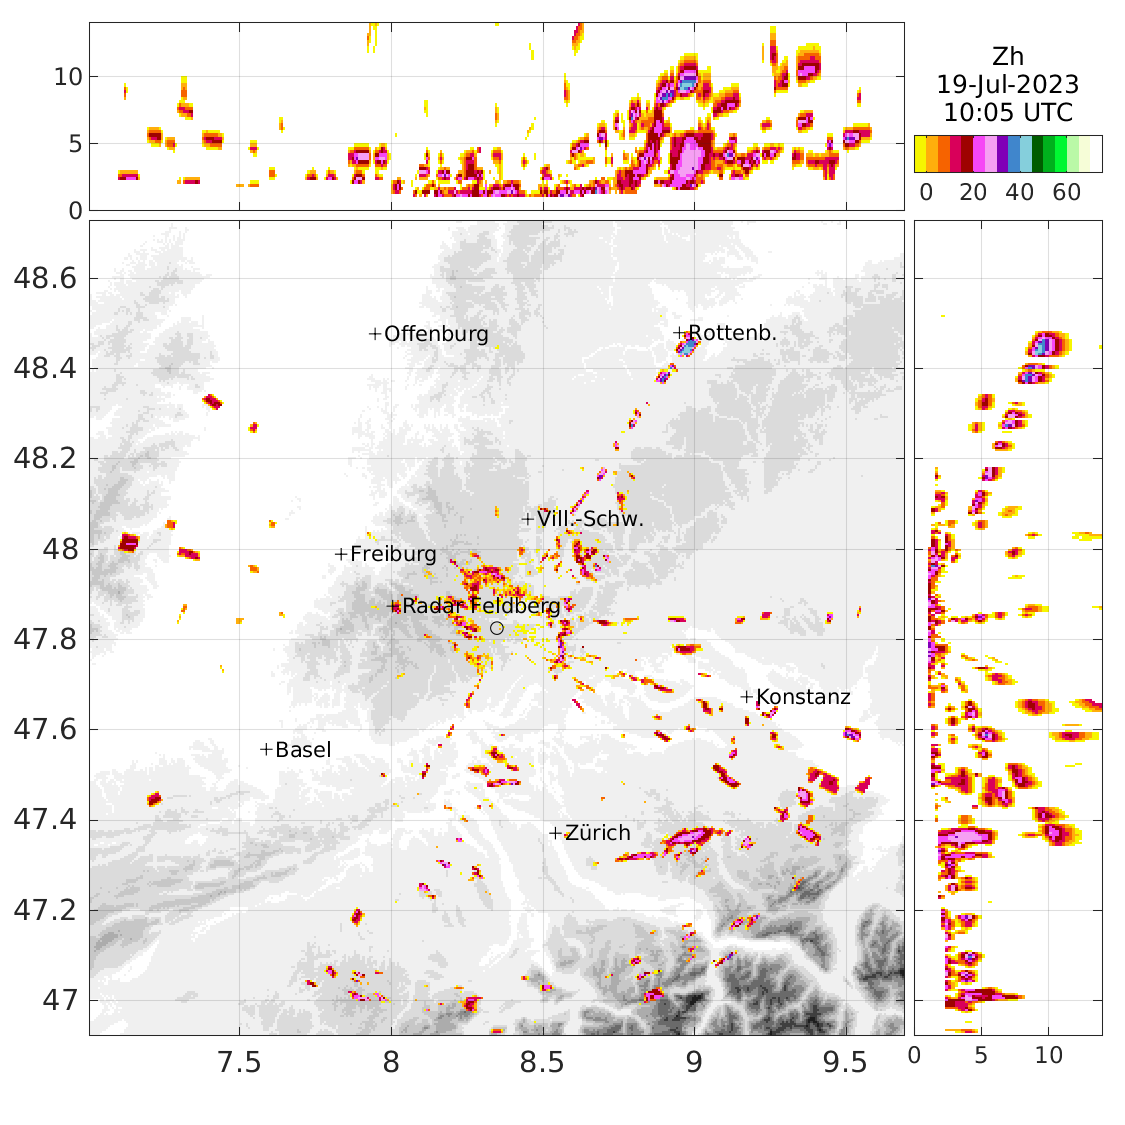 10
5
0
Zh
19-Jul-2023
10:05 UTC
0 20 40 60
48.6
48.4
48.2
48
47.8
47.6
47.4
47.2
47
+Offenburg
+Rottenb.
+Vill.-Schw.
+Freiburg
+Radar Feldberg
+Konstanz
+Basel
+Zürich
7.5 8 8.5 9 9.5
0 5 10